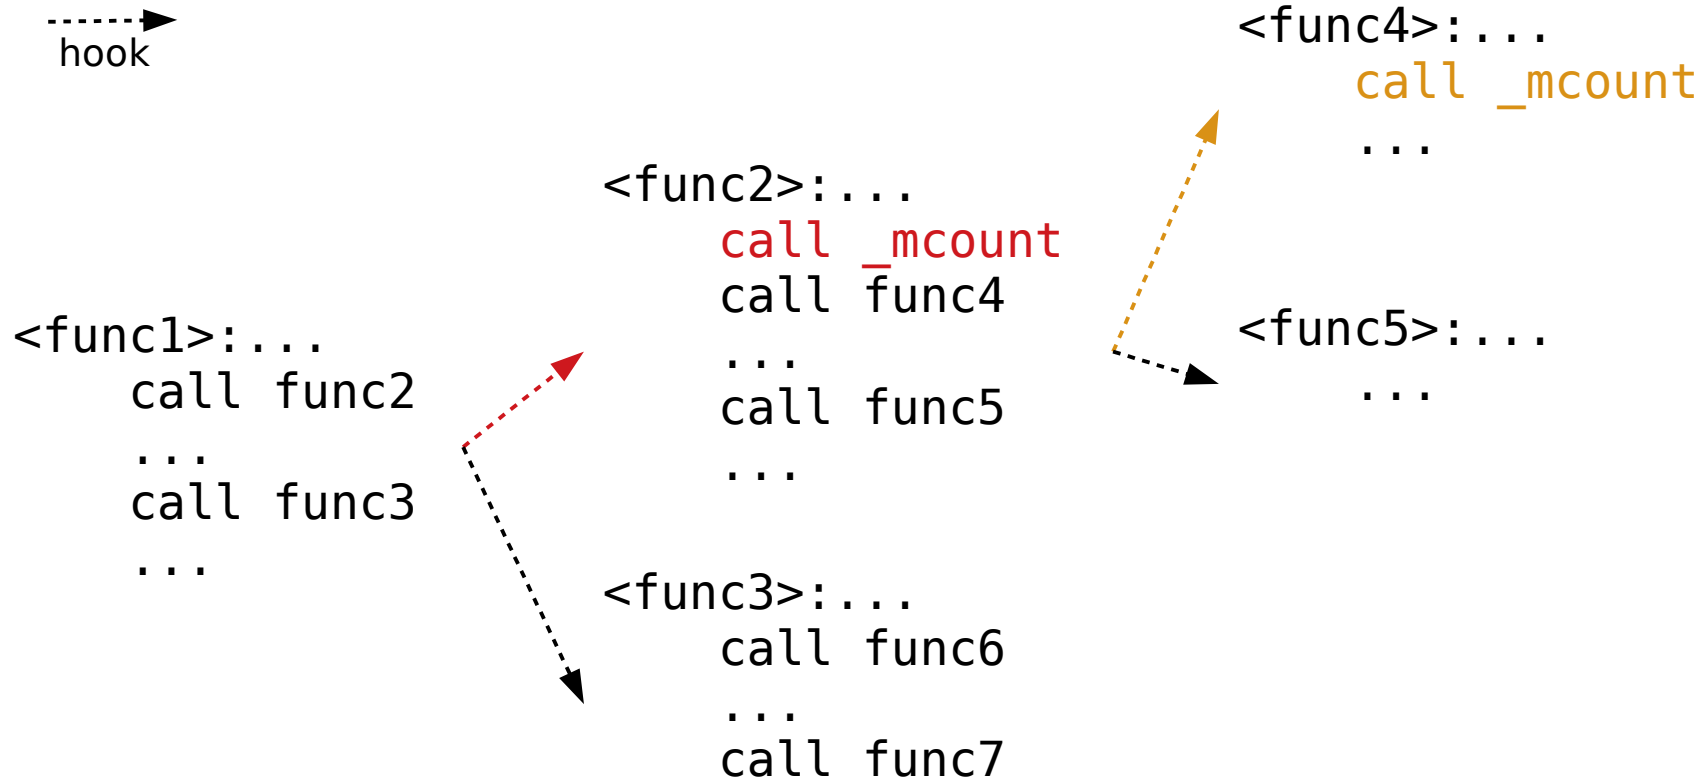 hook
<func1>:...
call func2
...
call func3
...
<func2>:...
call _mcount
call func4
...
call func5
...
<func3>:...
call func6
...
call func7
<func4>:...
call _mcount
...
<func5>:...
...